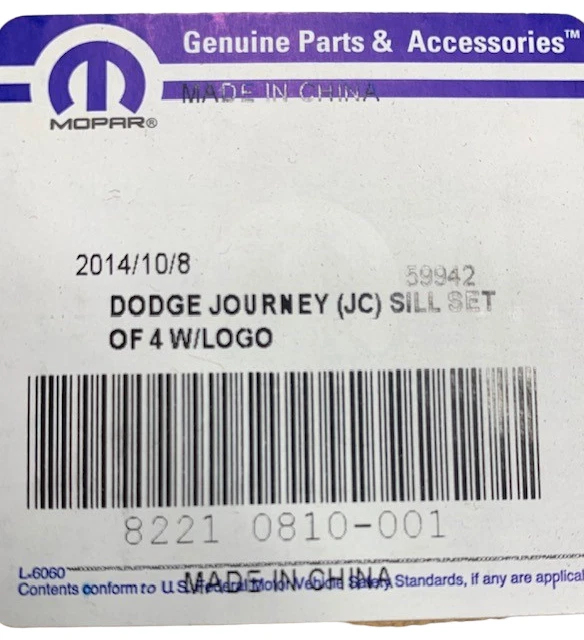 Genuine Parts & Accessories™
MADE IN CHINA
MOPAR®
2014/10/8
59942
DODGE JOURNEY (JC) SILL SET
OF 4 W/LOGO
8221 0810-001
L-6060
Contents conform to U.S. Federal Motor Vehicle Safety Standards, if any are applical
MADE IN CHINA